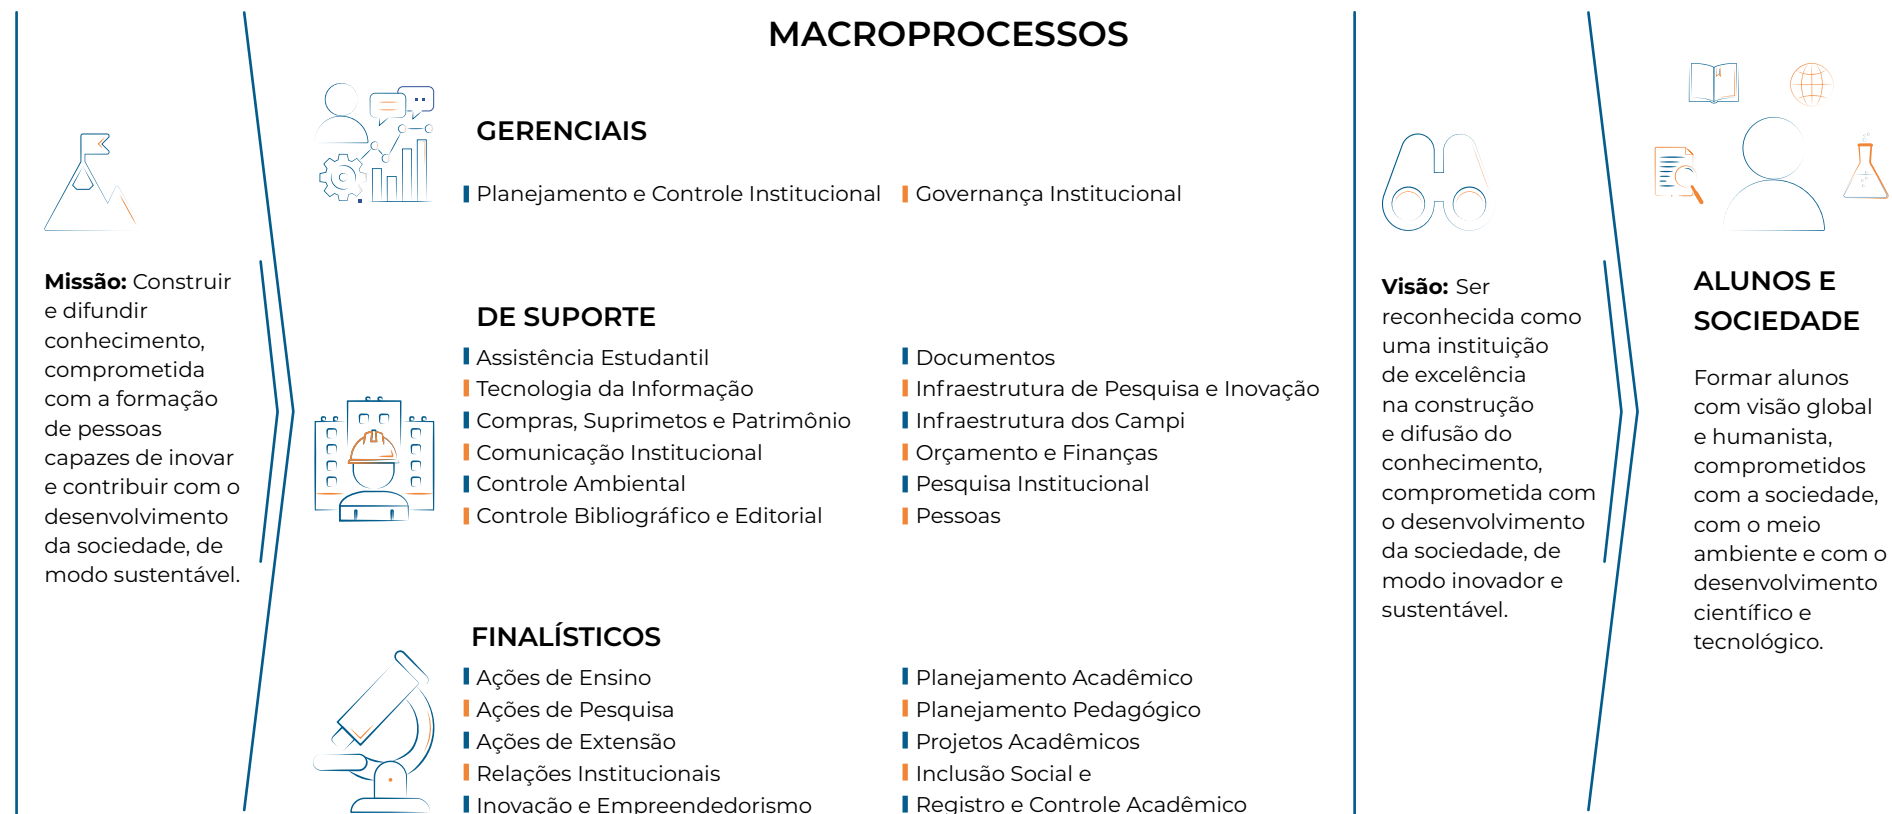 MACROPROCESSOS
Missão: Construir
e difundir
conhecimento,
comprometida
com a formação
de pessoas
capazes de inovar
e contribuir com o
desenvolvimento
da sociedade, de
modo sustentável.
GERENCIAIS
Planejamento e Controle Institucional
Governança Institucional
DE SUPORTE
Assistência Estudantil
Tecnologia da Informação
Compras, Suprimetos e Patrimônio
Comunicação Institucional
Controle Ambiental
Controle Bibliográfico e Editorial
Documentos
Infraestrutura de Pesquisa e Inovação
Infraestrutura dos Campi
Orçamento e Finanças
Pesquisa Institucional
Pessoas
FINALÍSTICOS
Ações de Ensino
Ações de Pesquisa
Ações de Extensão
Relações Institucionais
Inovação e Empreendedorismo
Planejamento Acadêmico
Planejamento Pedagógico
Projetos Acadêmicos
Inclusão Social e
Registro e Controle Acadêmico
Visão: Ser
reconhecida como
uma instituição
de excelência
na construção
e difusão do
conhecimento,
comprometida com
o desenvolvimento
da sociedade, de
modo inovador e
sustentável.
ALUNOS E
SOCIEDADE
Formar alunos
com visão global
e humanista,
comprometidos
com a sociedade,
com o meio
ambiente e com o
desenvolvimento
científico e
tecnológico.